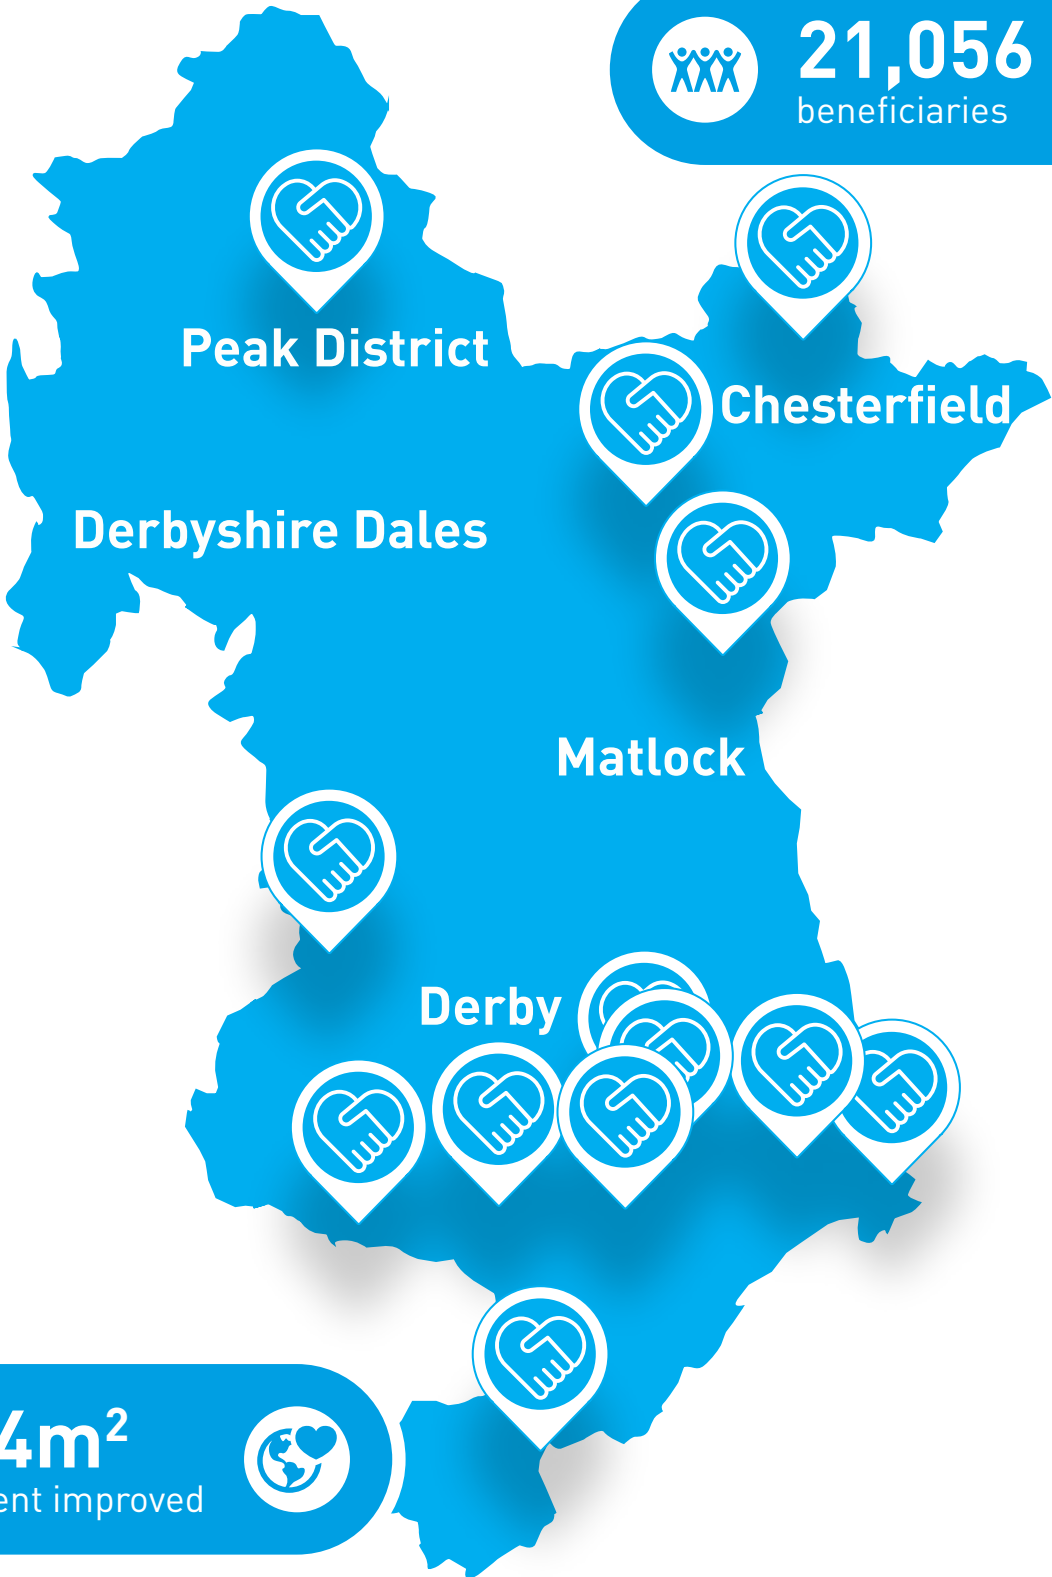 21,056
beneficiaries
Peak District
Chesterfield
Derbyshire Dales
Matlock
Derby
4m²
ent improved